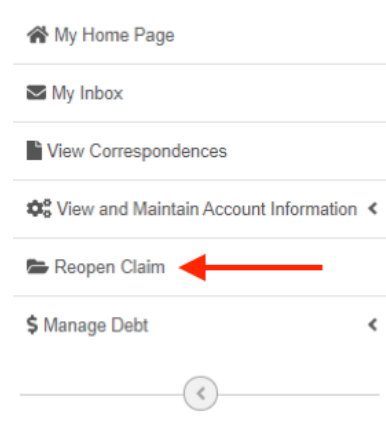 My Home Page
My Inbox
View Correspondences
View and Maintain Account Information
Reopen Claim
$ Manage Debt